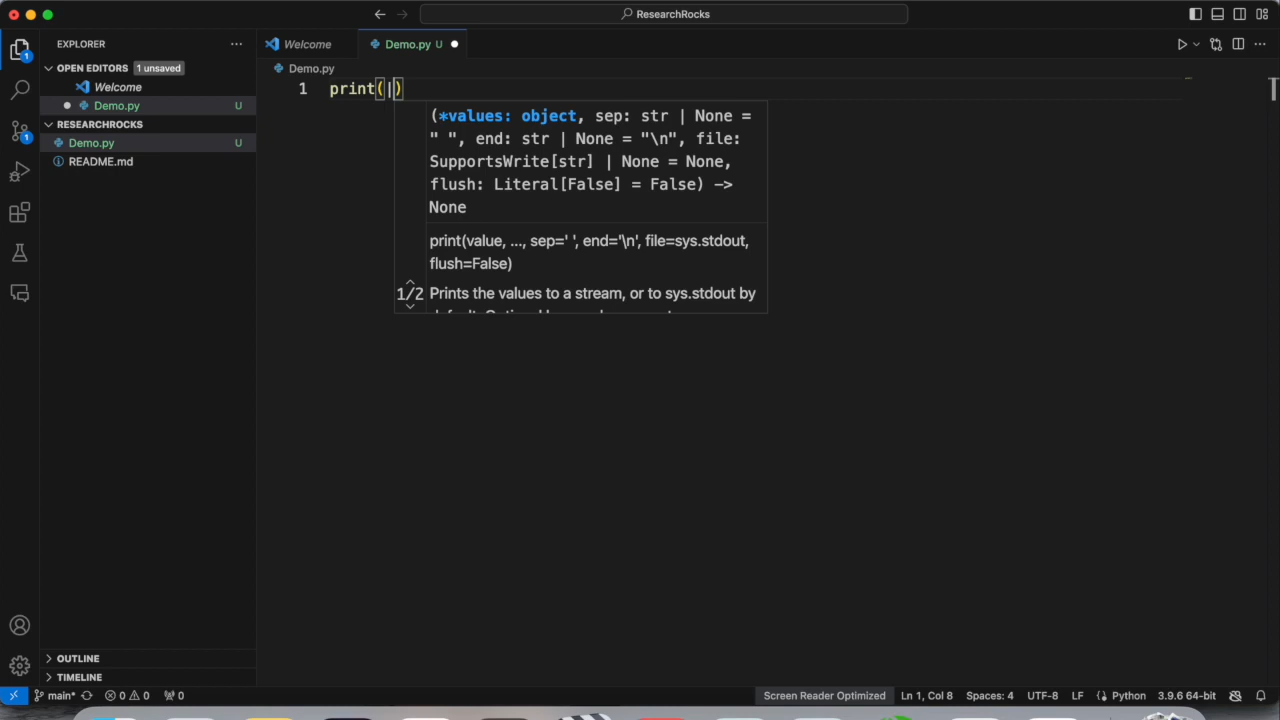 ResearchRocks
EXPLORER
Welcome
Demo.py U
OPEN EDITORS 1 unsaved
Demo.py
Welcome
1 print(|)
Demo.py U
(*values: object, sep: str | None =
RESEARCHROCKS
" ", end: str | None = "\n", file:
Demo.py U
SupportsWrite[str] | None = None,
README.md
flush: Literal[False] = False) ->
None
print(value, ..., sep=' ', end='\n', file=sys.stdout,
flush=False)
1/2 Prints the values to a stream, or to sys.stdout by
OUTLINE
TIMELINE
main* 0 0 0 Screen Reader Optimized Ln 1, Col 8 Spaces: 4 UTF-8 LF Python 3.9.6 64-bit